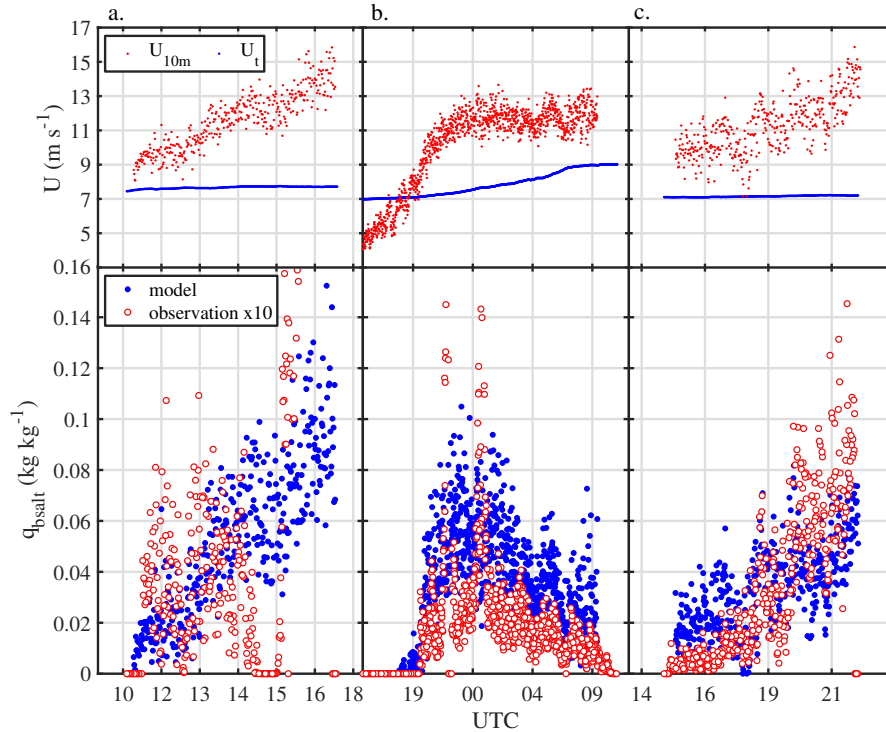 a. b. c.
17
15
13
11
9
7
5
0.16
U (m s-1)
U10m Ut
model
observation x10
0.14
0.12
0.1
0.08
0.06
0.04
0.02
0
qbsalt (kg kg-1)
10 12 13 14 15 16 18 19 00 04 09 14 16 19 21
UTC